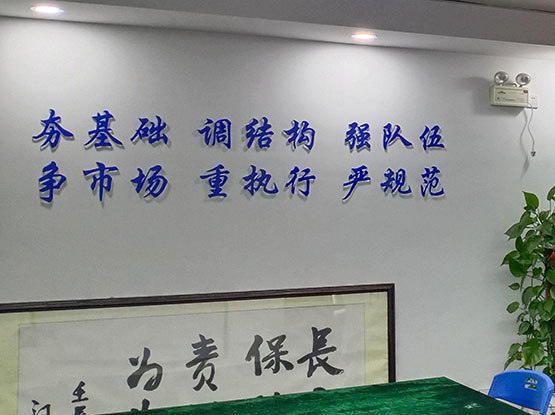 夯基础 调结构 强队伍
争市场 重执行 严规范
为责保長